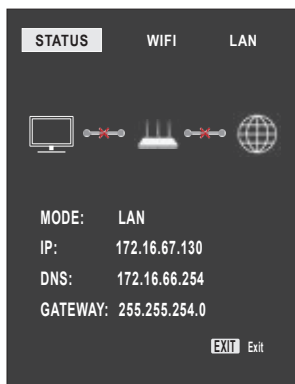 STATUS WIFI LAN
MODE: LAN
IP: 172.16.67.130
DNS: 172.16.66.254
GATEWAY: 255.255.254.0
EXIT Exit